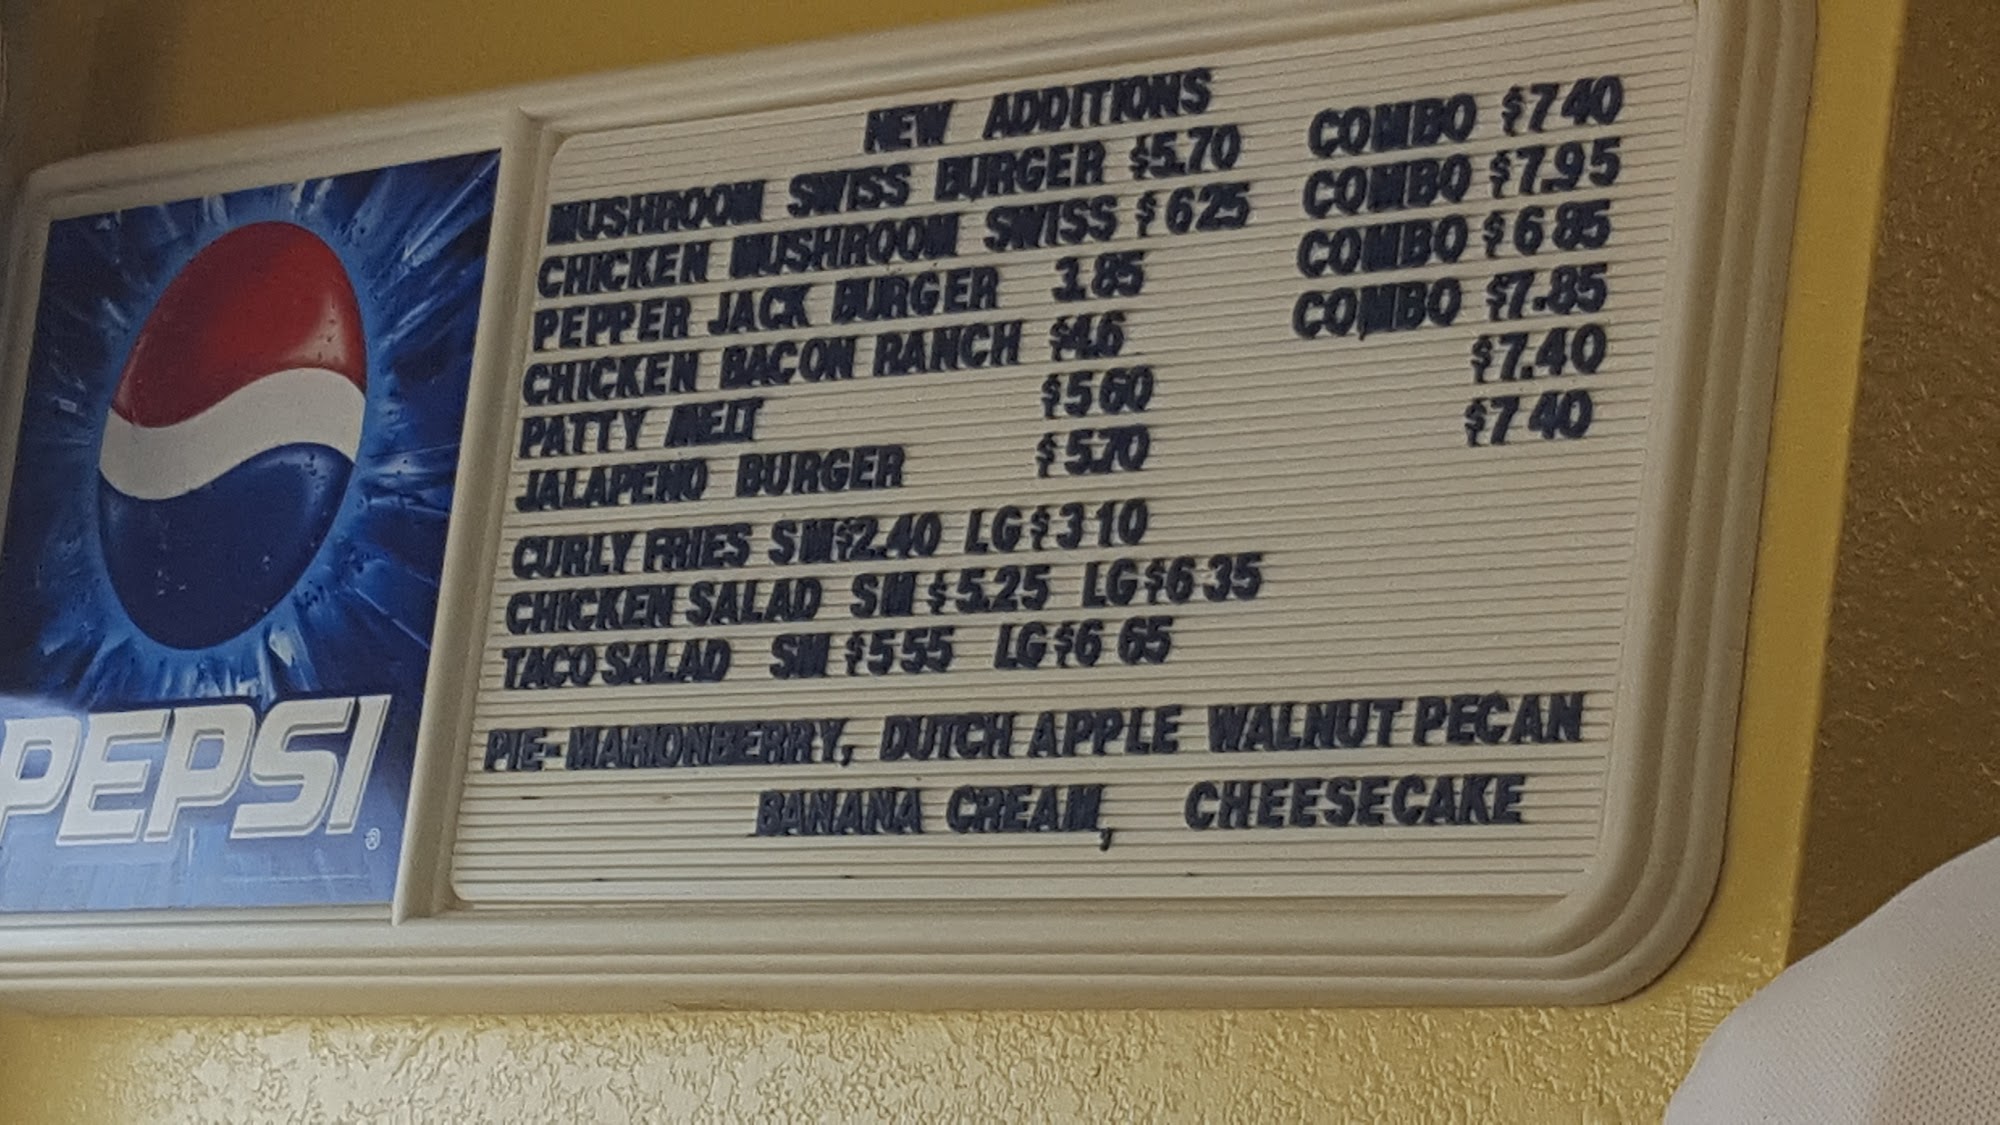 NEW ADDITIONS
MUSHROOM SWISS BURGER $5.70 COMBO $7 40
CHICKEN MUSHROOM SWISS $ 625 COMBO $7.95
PEPPER JACK BURGER 3.85 COMBO $6 85
CHICKEN BACON RANCH $4.6 COMBO $7.85
PATTY MELT $5 60 $7.40
JALAPENO BURGER $5.70 $7 40
CURLY FRIES SM $2.40 LG $3 10
CHICKEN SALAD SM $5.25 LG $6 35
TACO SALAD SM $5 55 LG $6 65
PIE- MARIONBERRY, DUTCH APPLE WALNUT PECAN
BANANA CREAM, CHEESECAKE
PEPSI
®